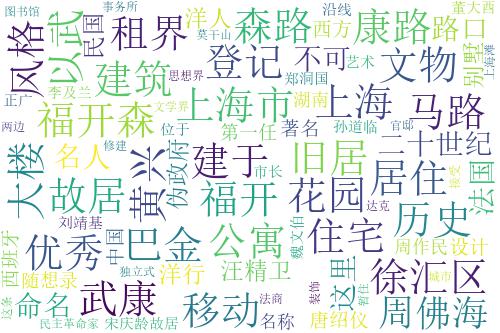 图书馆
事务所
沿线
董大西
风格
以武
民国
租界
洋人
莫干山
森路
西方
康路
路口
别墅
上海滩
建筑
思想界
登记
不可
郑洞国
艺术
文物
正广
李及兰
福开森
上海市
湖南
上海
马路
两边
文学界
第一任
著名
孙道临
官邸
大楼
名人
修建
黄兴
位于
伪政府
建于
市长
旧居
二十世纪
故居
福开
花园
达克
居住
接受
法国
刘靖基
优秀
中国
巴金
公寓
魏文伯
住宅
历史
西班牙
随想录
独立式
洋行
汪精卫
周作民
设计
这里
徐汇区
城市
这条
命名
武康
移动
法商
装饰
暂住
周佛海
民主革命家
宋庆龄故居
名称
唐绍仪